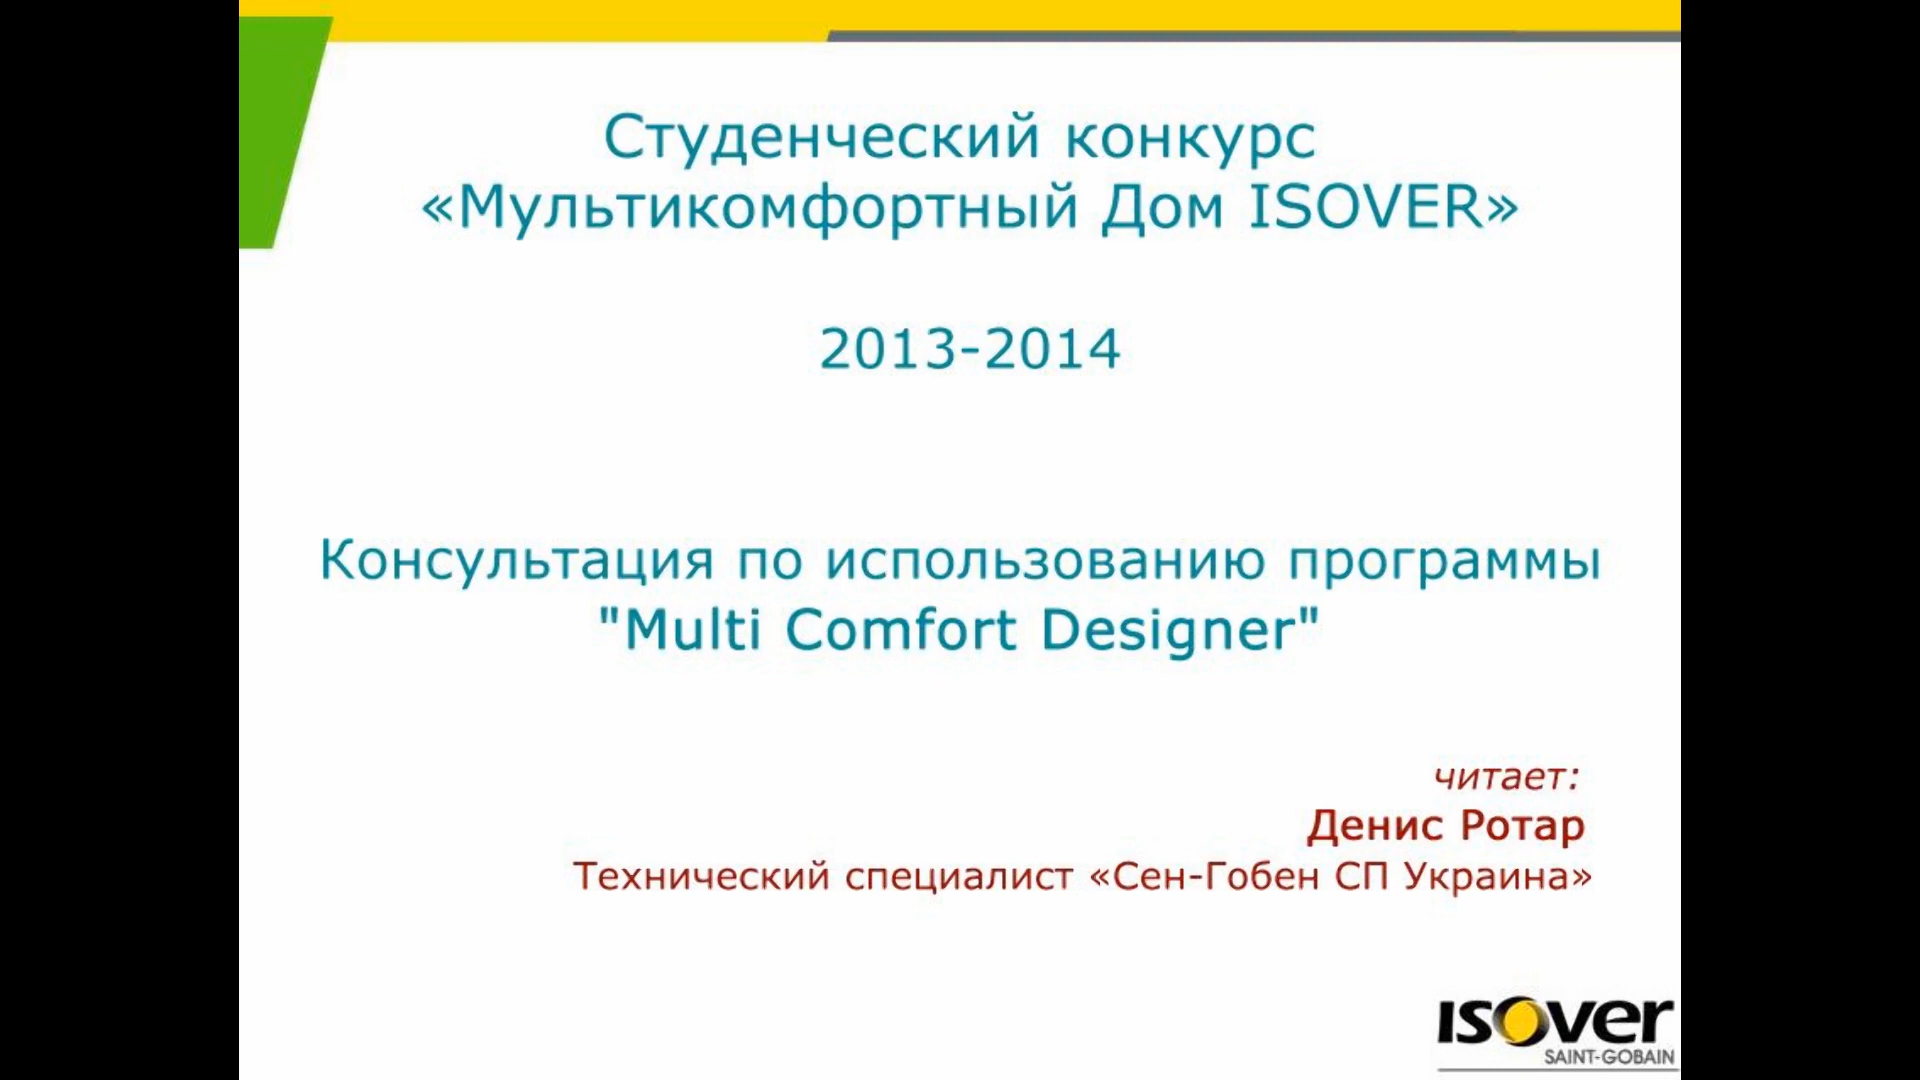 Студенческий конкурс
«Мультикомфортный Дом ISOVER»
2013-2014
Консультация по использованию программы
"Multi Comfort Designer"
читает:
Денис Ротар
Технический специалист «Сен-Гобен СП Украина»
ısover
SAINT-GOBAIN